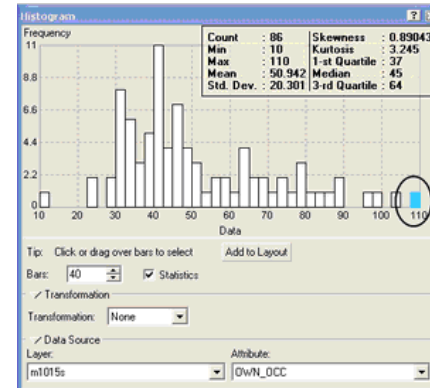 Histogram
Frequency
Count : 86 Skewness : 0.89043
Min : 10 Kurtosis : 3.245
Max : 110 1-st Quartile : 37
Mean : 50.942 Median : 45
Std. Dev. : 20.301 3-rd Quartile : 64
11
8.8
6.6
4.4
2.2
0
10 20 30 40 50 60 70 80 90 100 110
Data
Tip: Click or drag over bars to select Add to Layout
Bars: 40 Statistics
Transformation
Transformation: None
Data Source
Layer: Attribute:
m1015s OWN_OCC